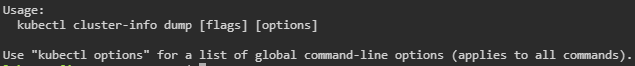 Usage:
  kubectl cluster-info dump [flags] [options]

Use "kubectl options" for a list of global command-line options (applies to all commands).